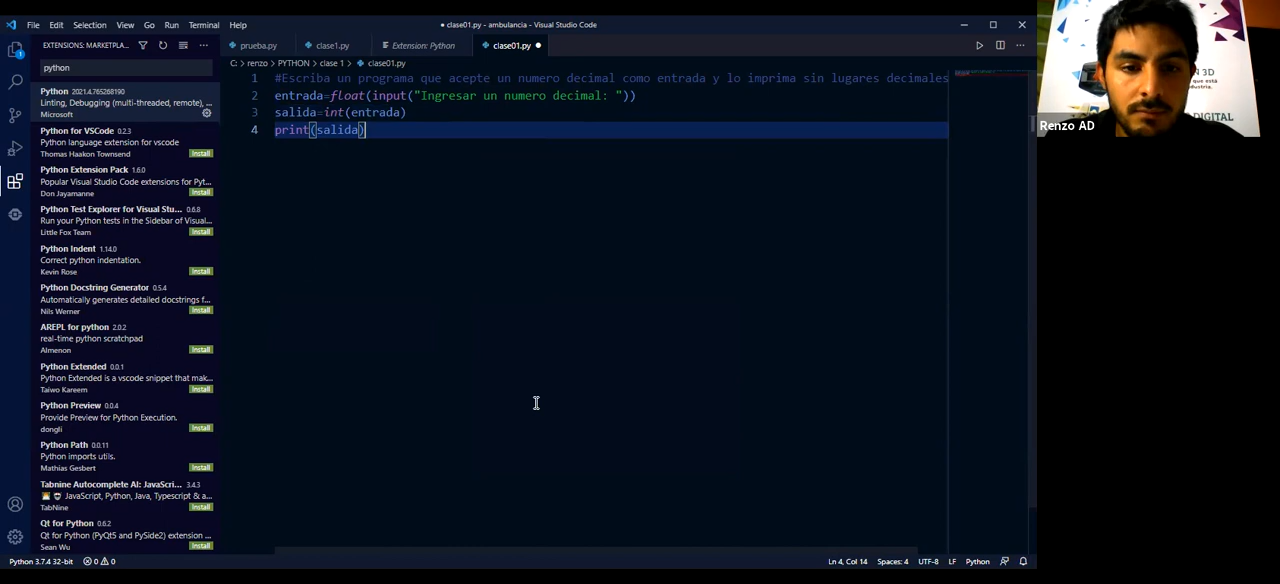 File Edit Selection View Go Run Terminal Help
● clase01.py - ambulancia - Visual Studio Code
EXTENSIONS: MARKETPLA...
prueba.py
clase1.py
Extension: Python
clase01.py
python
C: > renzo > PYTHON > clase 1 > clase01.py
1 #Escriba un programa que acepte un numero decimal como entrada y lo imprima sin lugares decimales
2 entrada=float(input("Ingresar un numero decimal: "))
3 salida=int(entrada)
4 print(salida)
Python 2021.4.765268190
Linting, Debugging (multi-threaded, remote), ...
Microsoft
Python for VSCode 0.2.3
Python language extension for vscode
Thomas Haakon Townsend Install
Python Extension Pack 1.6.0
Popular Visual Studio Code extensions for Pyt...
Don Jayamanne Install
Python Test Explorer for Visual Stu... 0.6.8
Run your Python tests in the Sidebar of Visual...
Little Fox Team Install
Python Indent 1.14.0
Correct python indentation.
Kevin Rose Install
Python Docstring Generator 0.5.4
Automatically generates detailed docstrings f...
Nils Werner Install
AREPL for python 2.0.2
real-time python scratchpad
Almenon Install
Python Extended 0.0.1
Python Extended is a vscode snippet that mak...
Taiwo Kareem Install
Python Preview 0.0.4
Provide Preview for Python Execution.
dongli Install
Python Path 0.0.11
Python imports utils.
Mathias Gesbert Install
Tabnine Autocomplete AI: JavaScri... 3.4.3
JavaScript, Python, Java, Typescript & a...
TabNine Install
Qt for Python 0.6.2
Qt for Python (PyQt5 and PySide2) extension ...
Sean Wu Install
Python 3.7.4 32-bit
0
0
Ln 4, Col 14
Spaces: 4
UTF-8
LF
Python
N 3D
que está
DIGITAL
Renzo AD